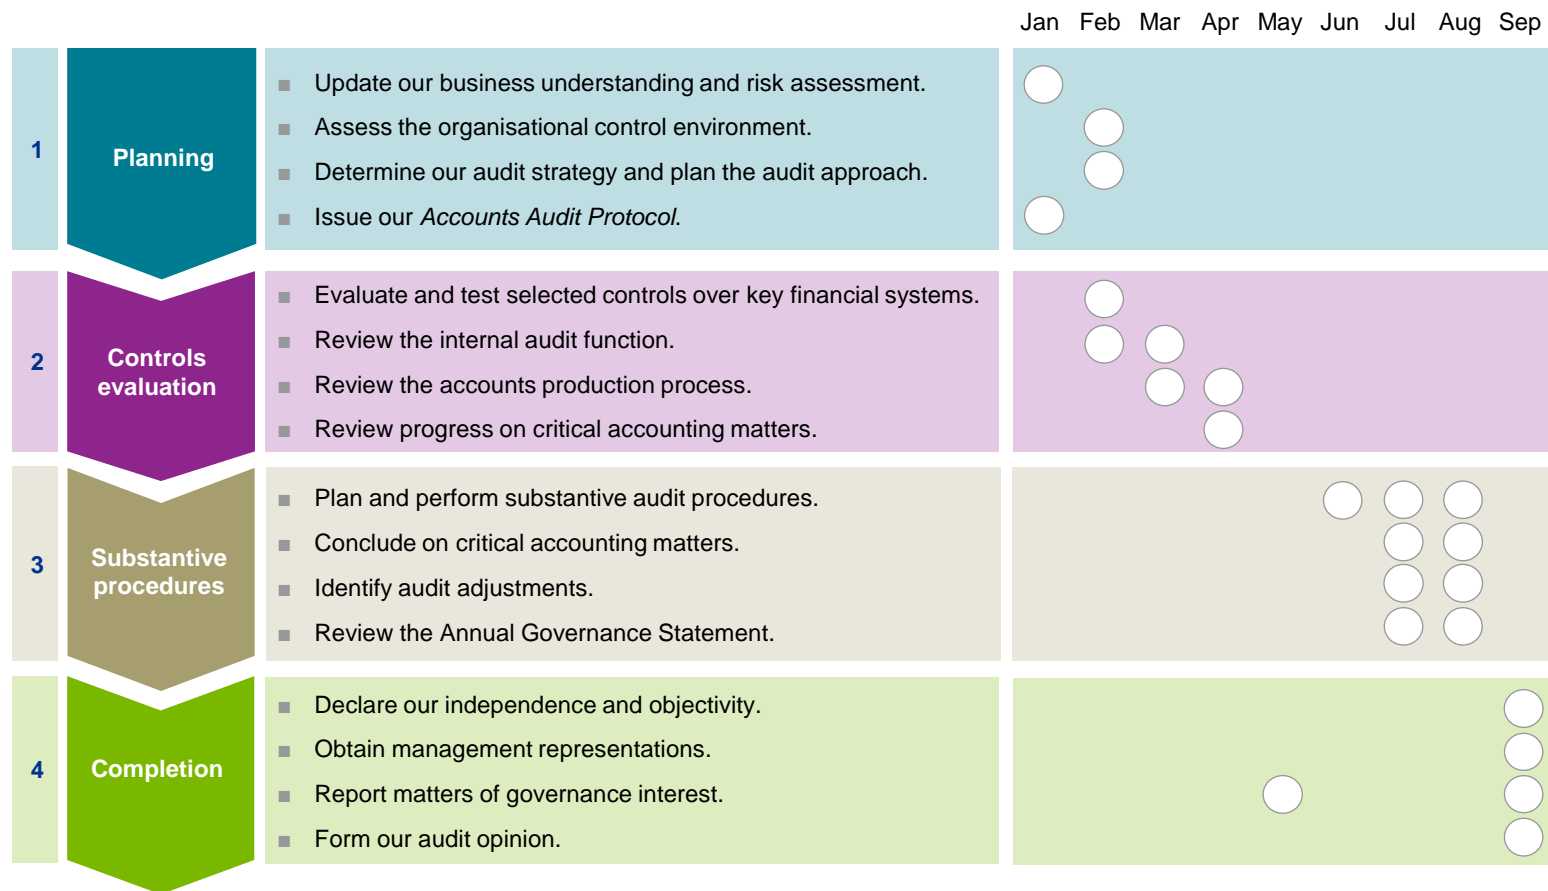 Jan Feb Mar Apr May Jun Jul Aug Sep
1
Planning
■ Update our business understanding and risk assessment.
■ Assess the organisational control environment.
■ Determine our audit strategy and plan the audit approach.
■ Issue our Accounts Audit Protocol.
2
Controls
evaluation
■ Evaluate and test selected controls over key financial systems.
■ Review the internal audit function.
■ Review the accounts production process.
■ Review progress on critical accounting matters.
3
Substantive
procedures
■ Plan and perform substantive audit procedures.
■ Conclude on critical accounting matters.
■ Identify audit adjustments.
■ Review the Annual Governance Statement.
4
Completion
■ Declare our independence and objectivity.
■ Obtain management representations.
■ Report matters of governance interest.
■ Form our audit opinion.